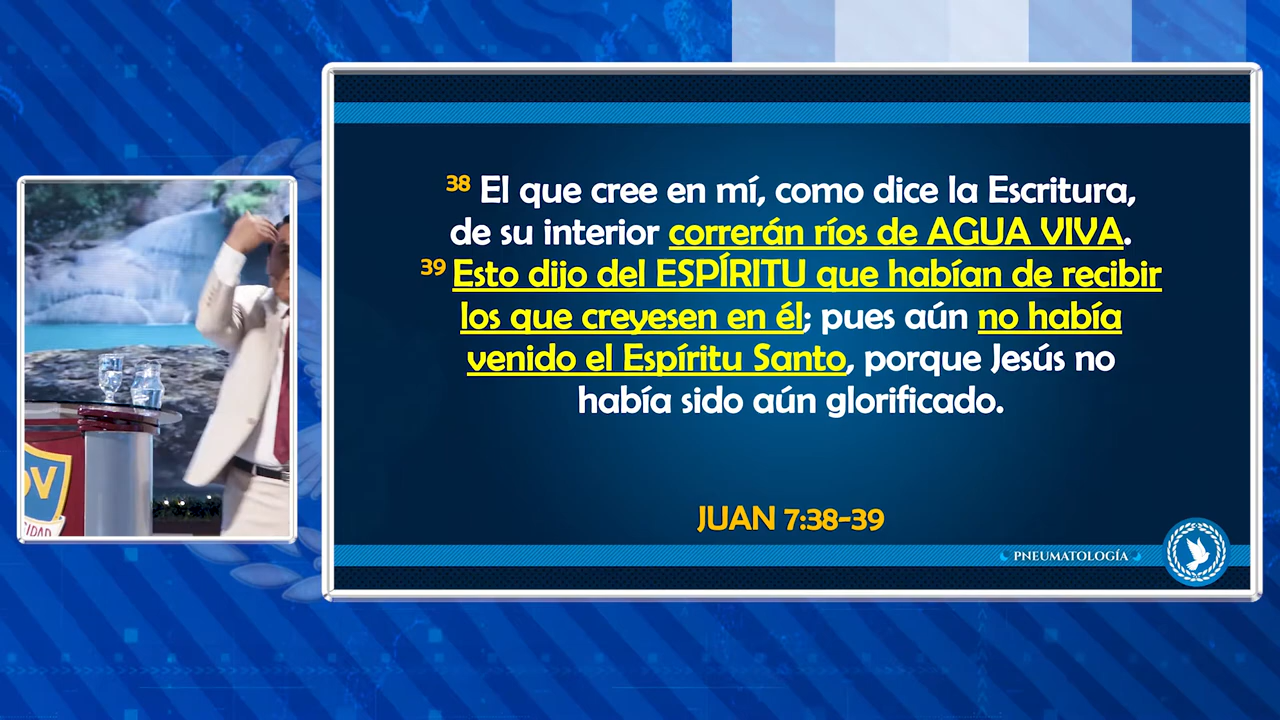 38 El que cree en mí, como dice la Escritura,
de su interior correrán ríos de AGUA VIVA.
39 Esto dijo del ESPÍRITU que habían de recibir
los que creyesen en él; pues aún no había
venido el Espíritu Santo, porque Jesús no
había sido aún glorificado.
JUAN 7:38-39
PNEUMATOLOGÍA